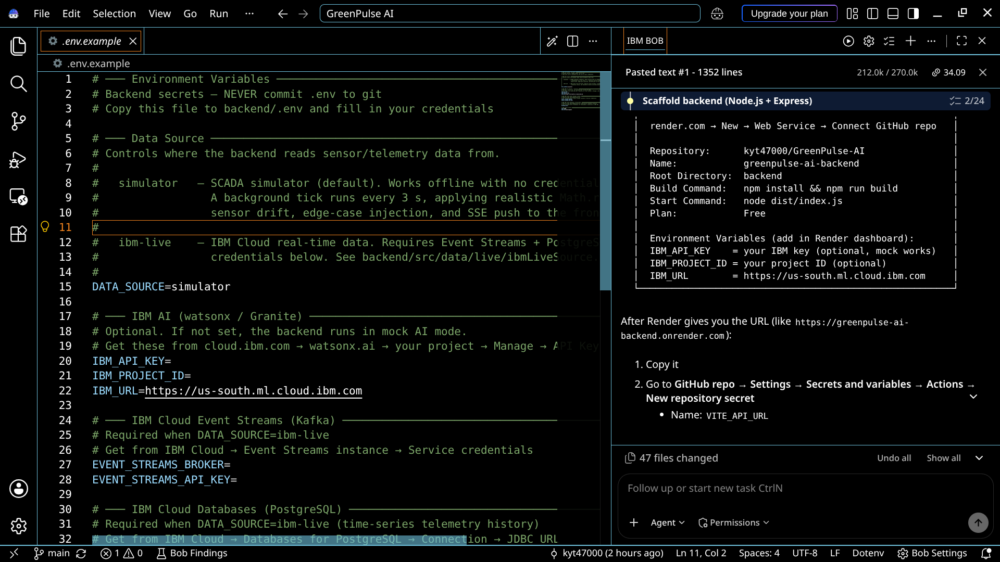 File Edit Selection View Go Run ··· GreenPulse AI Upgrade your plan
.env.example
IBM BOB
.env.example
1 # ─── Environment Variables ───
2 # Backend secrets — NEVER commit .env to git
3 # Copy this file to backend/.env and fill in your credentials
4
5 # ─── Data Source ───
6 # Controls where the backend reads sensor/telemetry data from.
7 #
8 #   simulator   — SCADA simulator (default). Works offline with no credential
9 #                 A background tick runs every 3 s, applying realistic Math.r
10 #                 sensor drift, edge-case injection, and SSE push to the fron
11 #
12 #   ibm-live    — IBM Cloud real-time data. Requires Event Streams + PostgreS
13 #                 credentials below. See backend/src/data/live/ibmLiveSource.
14 #
15 DATA_SOURCE=simulator
16
17 # ─── IBM AI (watsonx / Granite) ───
18 # Optional. If not set, the backend runs in mock AI mode.
19 # Get these from cloud.ibm.com → watsonx.ai → your project → Manage → API Key
20 IBM_API_KEY=
21 IBM_PROJECT_ID=
22 IBM_URL=https://us-south.ml.cloud.ibm.com
23
24 # ─── IBM Cloud Event Streams (Kafka) ───
25 # Required when DATA_SOURCE=ibm-live
26 # Get from IBM Cloud → Event Streams instance → Service credentials
27 EVENT_STREAMS_BROKER=
28 EVENT_STREAMS_API_KEY=
29
30 # ─── IBM Cloud Databases (PostgreSQL) ───
31 # Required when DATA_SOURCE=ibm-live (time-series telemetry history)
32 # Get from IBM Cloud → Databases for PostgreSQL → Connection → JDBC URL
Pasted text #1 - 1352 lines 212.0k / 270.0k 34.09
Scaffold backend (Node.js + Express) 2/24
render.com → New → Web Service → Connect GitHub repo
Repository: kyt47000/GreenPulse-AI
Name: greenpulse-ai-backend
Root Directory: backend
Build Command: npm install && npm run build
Start Command: node dist/index.js
Plan: Free
Environment Variables (add in Render dashboard):
IBM_API_KEY = your IBM key (optional, mock works)
IBM_PROJECT_ID = your project ID (optional)
IBM_URL = https://us-south.ml.cloud.ibm.com
After Render gives you the URL (like https://greenpulse-ai-
backend.onrender.com):
1. Copy it
2. Go to GitHub repo → Settings → Secrets and variables → Actions →
New repository secret
• Name: VITE_API_URL
47 files changed Undo all Show all
Follow up or start new task CtrlN
Agent Permissions
main 1 0 Bob Findings kyt47000 (2 hours ago) Ln 11, Col 2 Spaces: 4 UTF-8 LF Dotenv Bob Settings